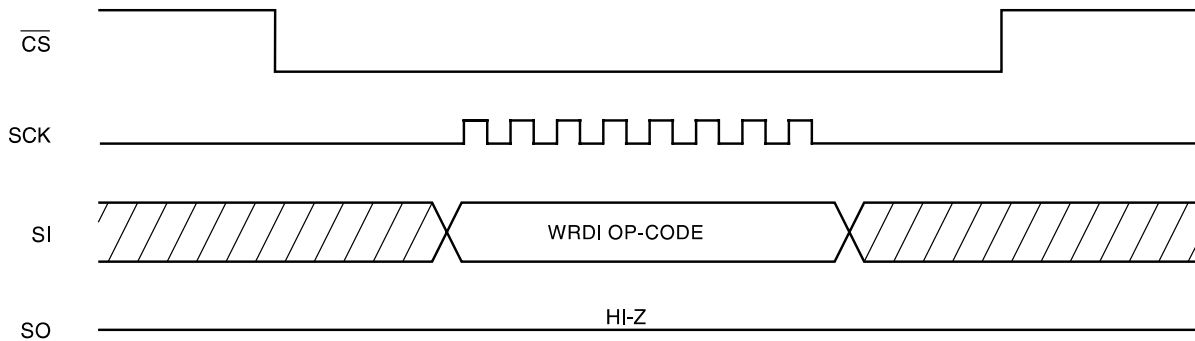 CS
SCK
SI
WRDI OP-CODE
HI-Z
SO